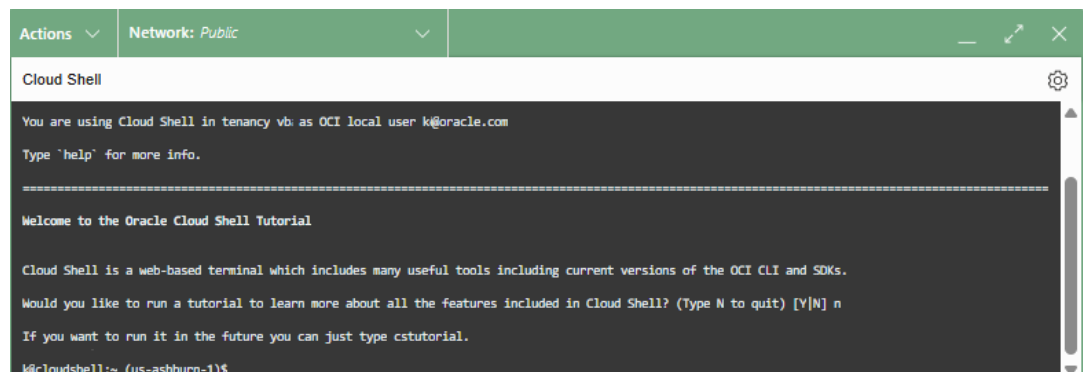 Actions Network: Public
Cloud Shell
You are using Cloud Shell in tenancy vb as OCI local user k@oracle.com
Type `help` for more info.
================================================================================
Welcome to the Oracle Cloud Shell Tutorial
Cloud Shell is a web-based terminal which includes many useful tools including current versions of the OCI CLI and SDKs.
Would you like to run a tutorial to learn more about all the features included in Cloud Shell? (Type N to quit) [Y|N] n
If you want to run it in the future you can just type cstutorial.
k@cloudshell:~ (us-ashburn-1)$